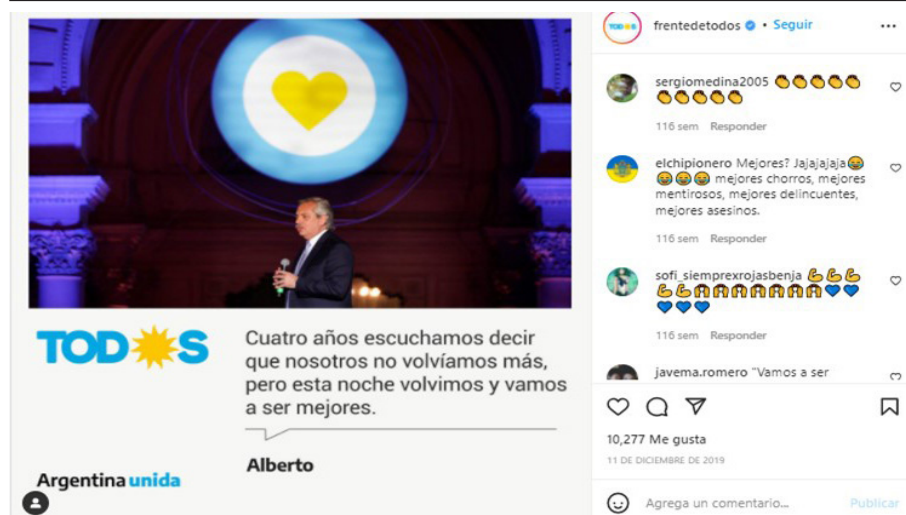 TODOS
Cuatro años escuchamos decir
que nosotros no volvíamos más,
pero esta noche volvimos y vamos
a ser mejores.
Alberto
Argentina unida
frentedetodos • Seguir
sergiomedina2005 👏👏👏👏👏
👏👏👏👏👏
116 sem Responder
elchipionero Mejores? Jajajajaja😂
😂😂😂 mejores chorros, mejores
mentirosos, mejores delincuentes,
mejores asesinos.
116 sem Responder
sofi_siemprexrojasbenja 💪💪💪
116 sem Responder
javema.romero "Vamos a ser
10,277 Me gusta
11 DE DICIEMBRE DE 2019
Agrega un comentario... Publicar